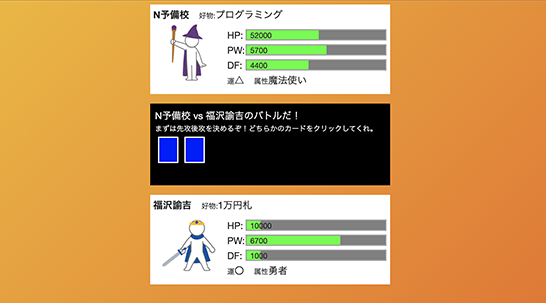 N予備校 好物:プログラミング
HP: 52000
PW: 5700
DF: 4400
運△ 属性魔法使い
N予備校 vs 福沢諭吉のバトルだ！
まずは先攻後攻を決めるぞ！どちらかのカードをクリックしてくれ。
福沢諭吉 好物:1万円札
HP: 10000
PW: 6700
DF: 1000
運〇 属性勇者